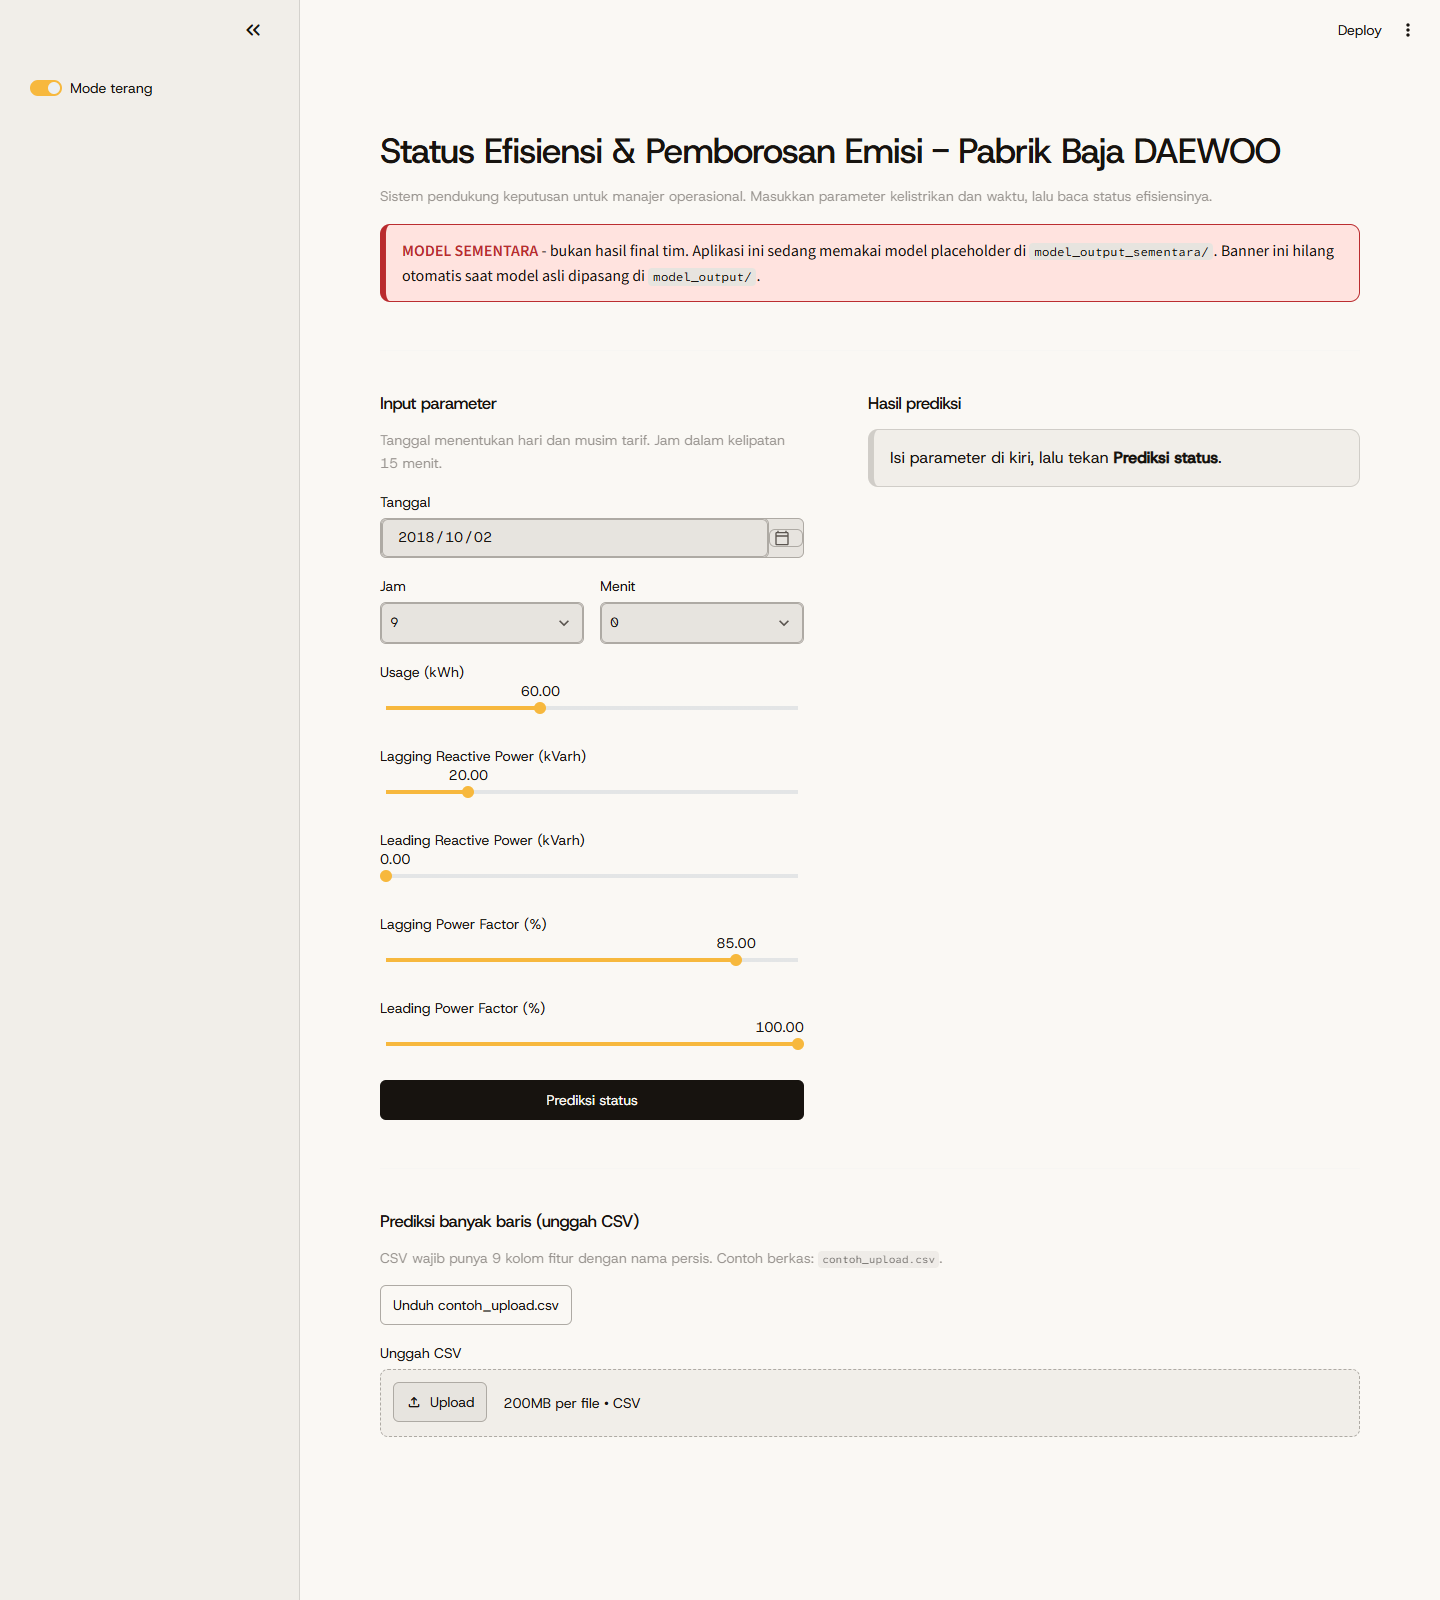 Deploy
Mode terang
Status Efisiensi & Pemborosan Emisi – Pabrik Baja DAEWOO
Sistem pendukung keputusan untuk manajer operasional. Masukkan parameter kelistrikan dan waktu, lalu baca status efisiensinya.
MODEL SEMENTARA - bukan hasil final tim. Aplikasi ini sedang memakai model placeholder di model_output_sementara/. Banner ini hilang
otomatis saat model asli dipasang di model_output/.
Input parameter
Tanggal menentukan hari dan musim tarif. Jam dalam kelipatan
15 menit.
Tanggal
2018/10/02
Jam
9
Menit
0
Usage (kWh)
60.00
Lagging Reactive Power (kVarh)
20.00
Leading Reactive Power (kVarh)
0.00
Lagging Power Factor (%)
85.00
Leading Power Factor (%)
100.00
Prediksi status
Hasil prediksi
Isi parameter di kiri, lalu tekan Prediksi status.
Prediksi banyak baris (unggah CSV)
CSV wajib punya 9 kolom fitur dengan nama persis. Contoh berkas: contoh_upload.csv.
Unduh contoh_upload.csv
Unggah CSV
Upload
200MB per file • CSV